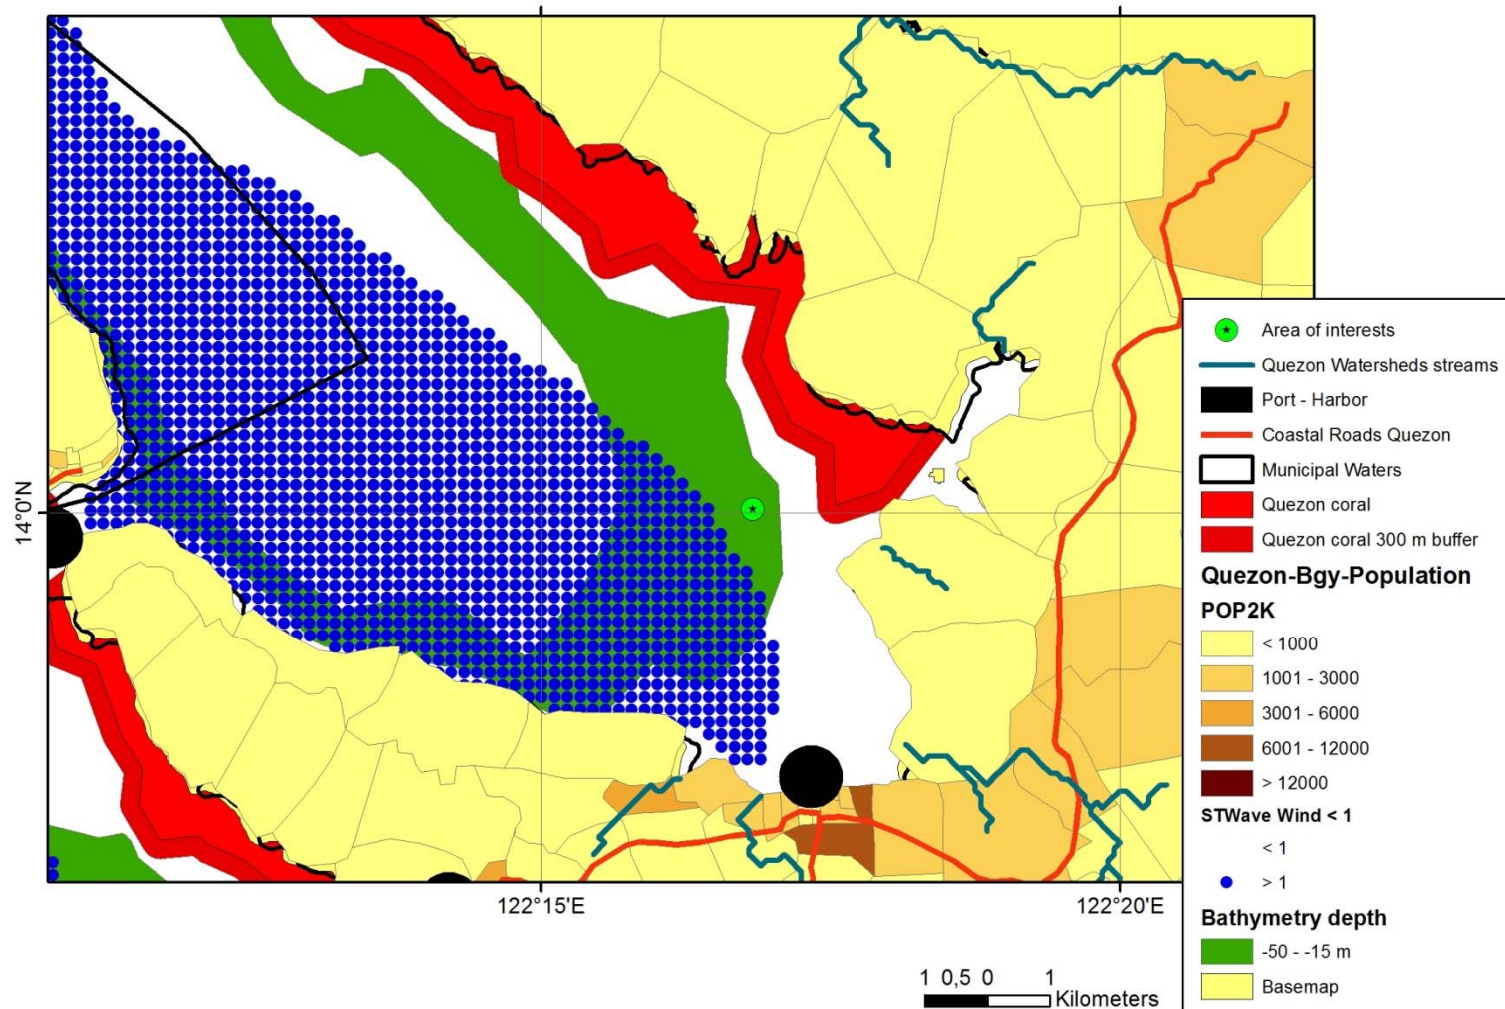 Area of interests
Quezon Watersheds streams
Port - Harbor
Coastal Roads Quezon
Municipal Waters
Quezon coral
Quezon coral 300 m buffer
Quezon-Bgy-Population
POP2K
< 1000
1001 - 3000
3001 - 6000
6001 - 12000
> 12000
STWave Wind < 1
< 1
> 1
Bathymetry depth
-50 - -15 m
Basemap
14°0'N
122°15'E
122°20'E
1 0,5 0 1
Kilometers